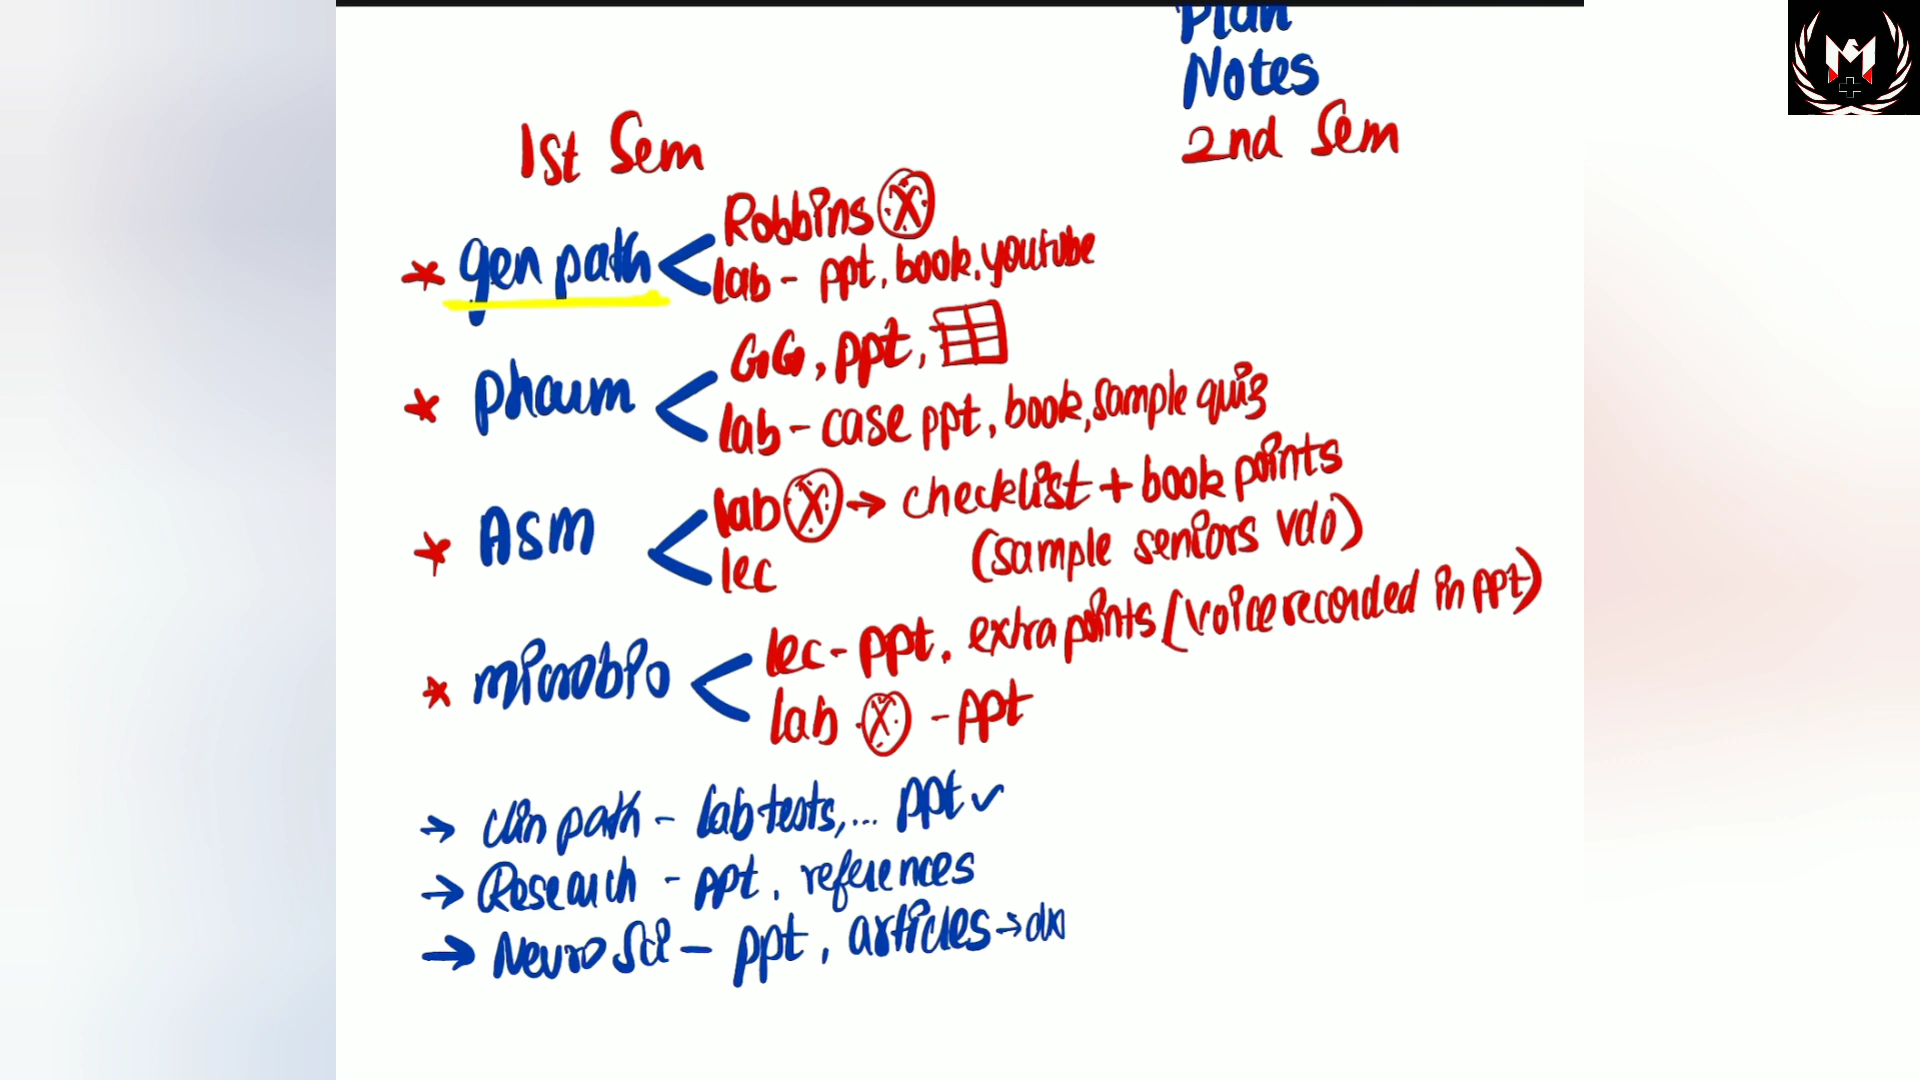 Plan
Notes
1st Sem
2nd Sem
* gen path < Robbins
lab - ppt, book, youtube
* pharm < GG, ppt,
lab - case ppt, book, sample quiz
* Asm < lab → checklist + book points
(sample seniors vdo)
lec
* microbio < lec - ppt, extra points (voice recorded in ppt)
lab - ppt
→ clin path - lab tests, ... ppt ✓
→ Research - ppt, references
→ Neuro Sci - ppt, articles →